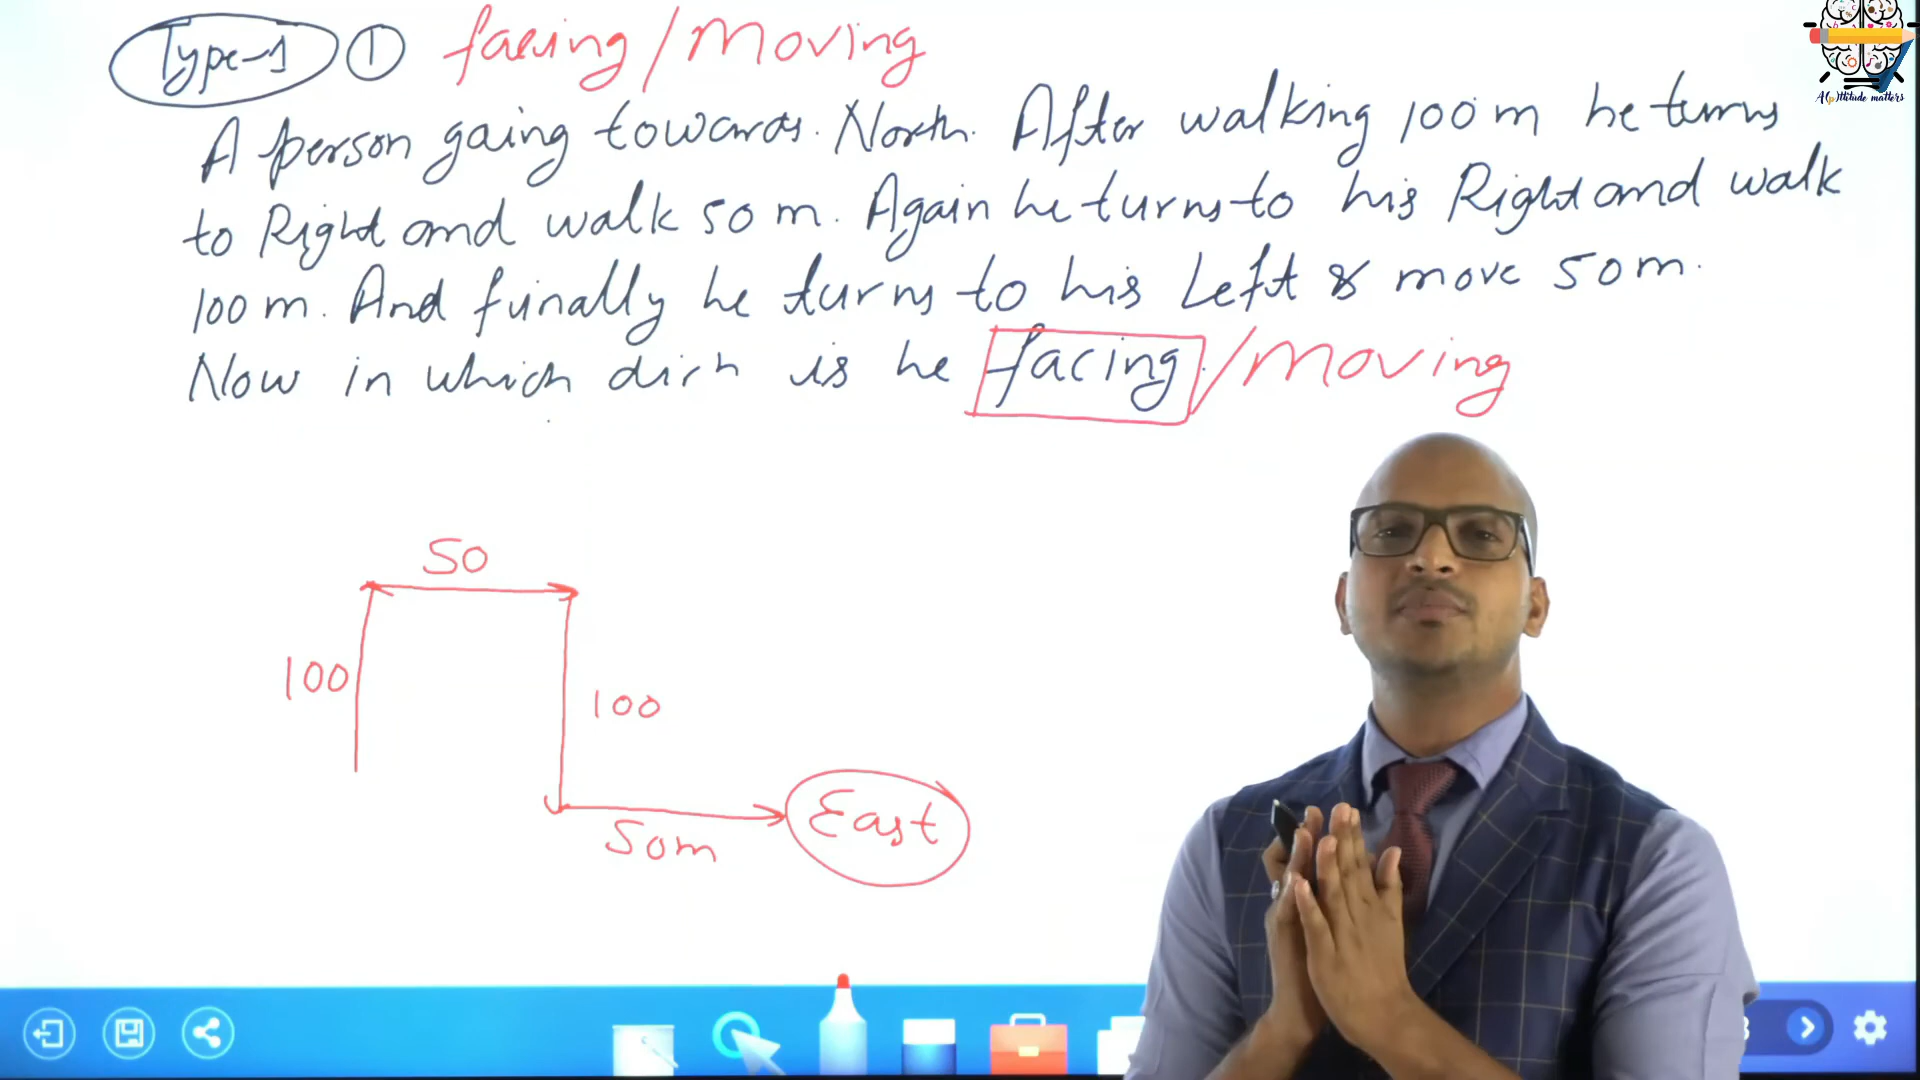 Type-1 ① facing/Moving
A person going towards. North. After walking 100 m he turns
to Right and walk 50 m. Again he turns to his Right and walk
100 m. And finally he turns to his Left & move 50 m.
Now in which dirn is he facing./Moving
50
100
100
50m
East
A(p)ttitude matters
3